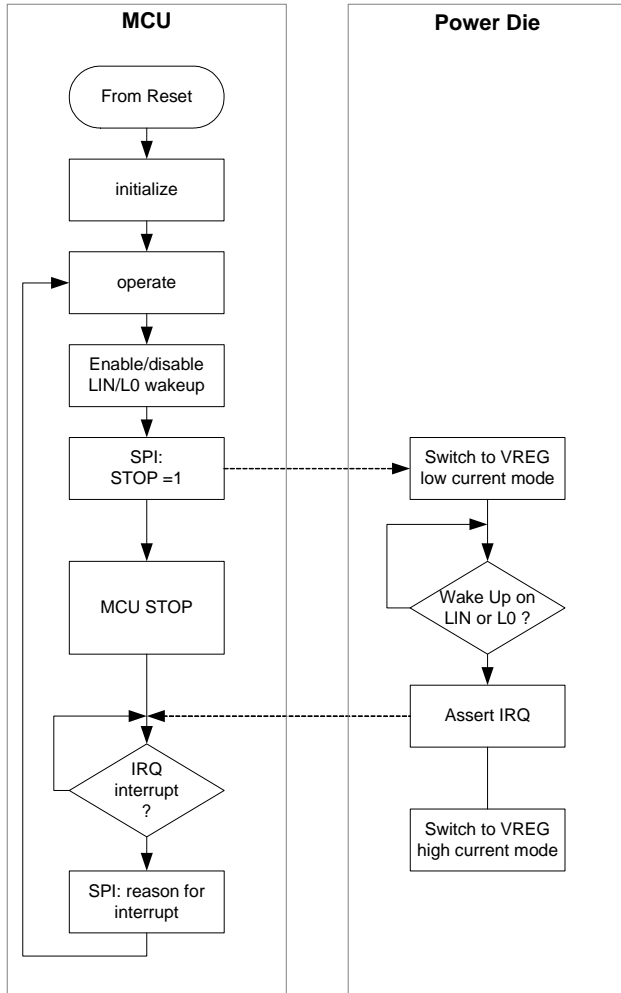 MCU
From Reset
initialize
operate
Enable/disable
LIN/L0 wakeup
SPI:
STOP =1
MCU STOP
IRQ
interrupt
?
SPI: reason for
interrupt
Power Die
Switch to VREG
low current mode
Wake Up on
LIN or L0 ?
Assert IRQ
Switch to VREG
high current mode